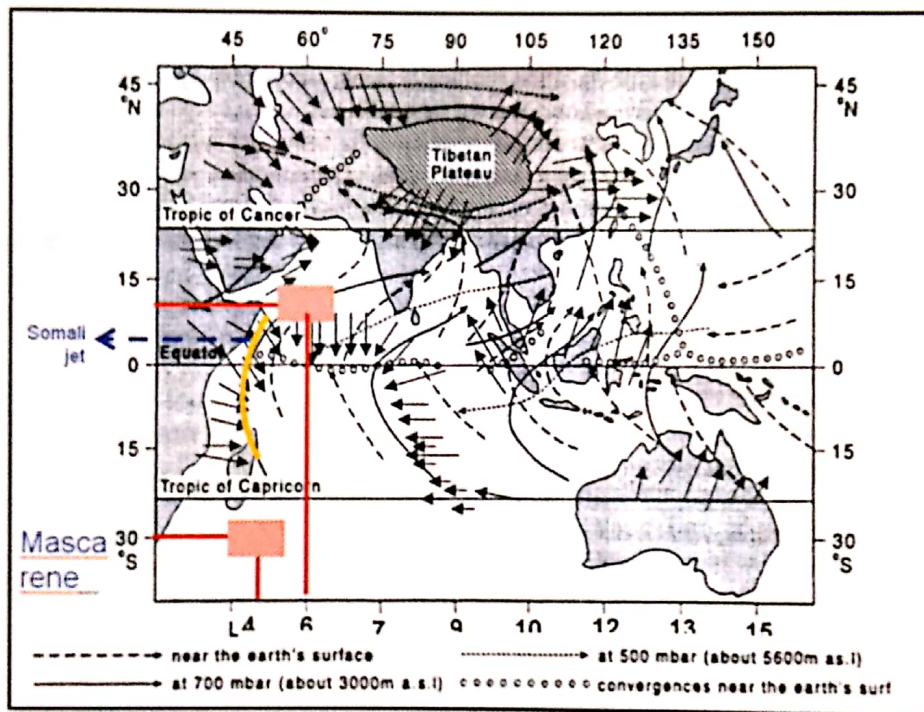 45 60° 75 90 105 120 135 150
45 °N
45 °N
Tibetan
Plateau
30
30
Tropic of Cancer
15
15
Somali
jet
Equato
0
0
15
15
Tropic of Capricorn
Masca
rene
30 °S
30 °S
L4 6 7 9 10 12 13 15
near the earth's surface
at 500 mbar (about 5600m as.l)
at 700 mbar (about 3000m a.s.l)
convergences near the earth's surf